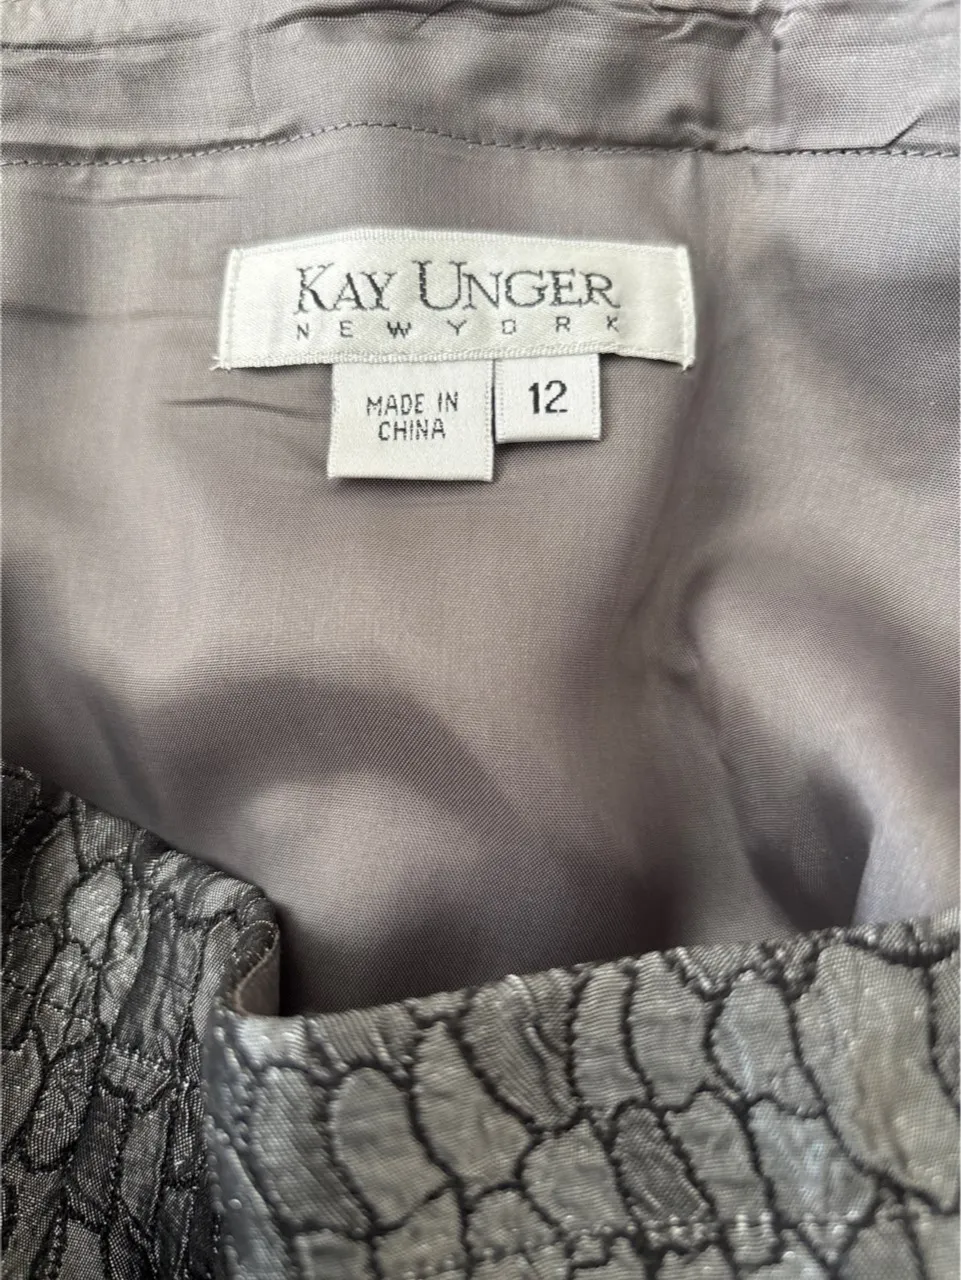 KAY UNGER
NEW YORK
MADE IN
CHINA
12